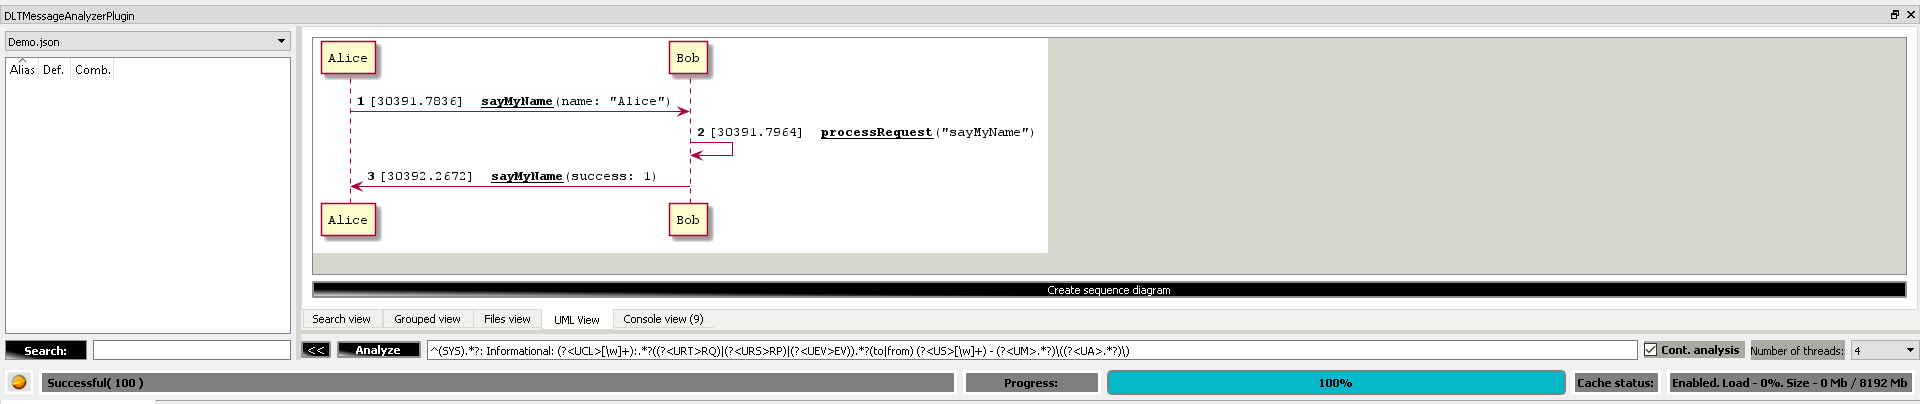 DLTMessageAnalyzerPlugin
Demo.json
Alias Def. Comb.
Alice Bob
1 [30391.7836] sayMyName(name: "Alice")
2 [30391.7964] processRequest("sayMyName")
3 [30392.2672] sayMyName(success: 1)
Alice Bob
Create sequence diagram
Search view Grouped view Files view UML View Console view (9)
Search: << Analyze ^(SYS).*?: Informational: (?<UCL>[\w]+):.*?((?<URT>RQ)|(?<URS>RP)|(?<UEV>EV)).*?(to|from) (?<US>[\w]+) - (?<UM>.*?)\((?<UA>.*?)\) Cont. analysis Number of threads: 4
Successful( 100 ) Progress: 100% Cache status: Enabled. Load - 0%. Size - 0 Mb / 8192 Mb